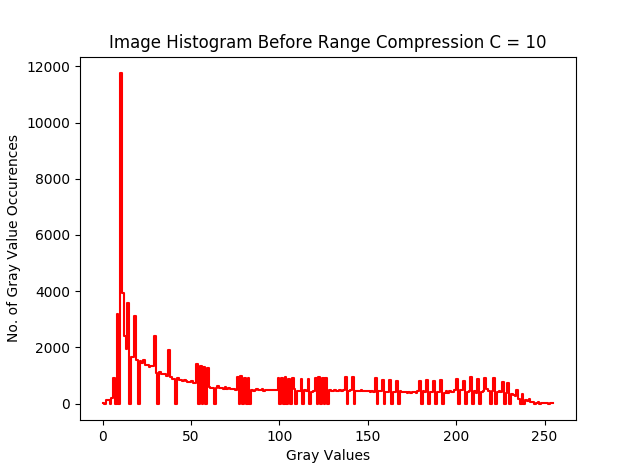 Image Histogram Before Range Compression C = 10
No. of Gray Value Occurences
12000
10000
8000
6000
4000
2000
0
0 50 100 150 200 250
Gray Values